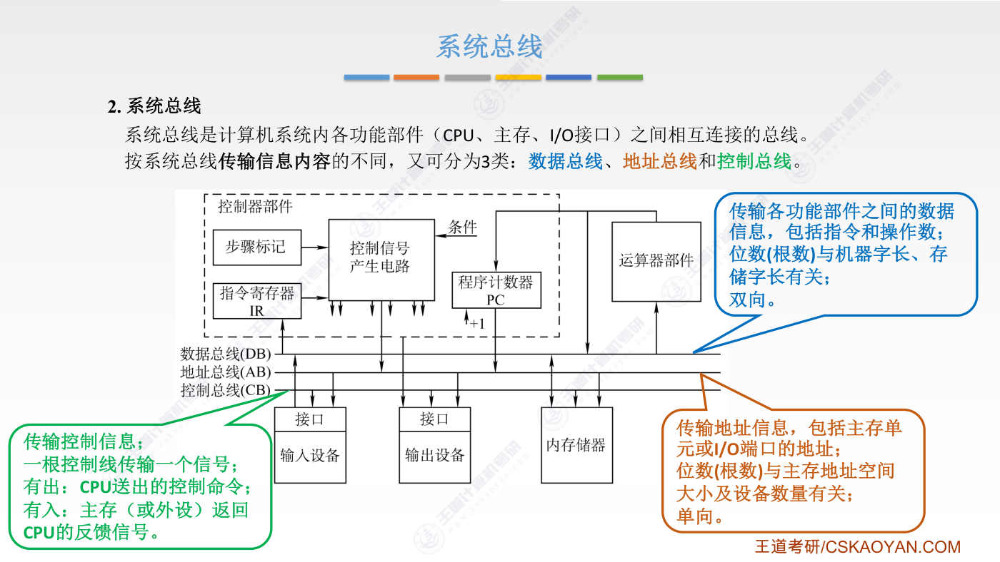 系统总线
2. 系统总线
系统总线是计算机系统内各功能部件（CPU、主存、I/O接口）之间相互连接的总线。
按系统总线传输信息内容的不同，又可分为3类：数据总线、地址总线和控制总线。
控制器部件
步骤标记
指令寄存器
IR
控制信号
产生电路
条件
程序计数器
PC
+1
运算器部件
传输各功能部件之间的数据
信息，包括指令和操作数；
位数(根数)与机器字长、存
储字长有关；
双向。
数据总线(DB)
地址总线(AB)
控制总线(CB)
接口
输入设备
接口
输出设备
内存储器
传输控制信息；
一根控制线传输一个信号；
有出：CPU送出的控制命令；
有入：主存（或外设）返回
CPU的反馈信号。
传输地址信息，包括主存单
元或I/O端口的地址；
位数(根数)与主存地址空间
大小及设备数量有关；
单向。
王道考研/CSKAOYAN.COM